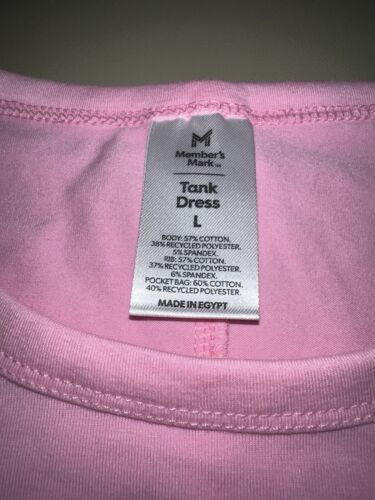 M
Member's
Mark™
Tank
Dress
L
BODY: 57% COTTON.
38% RECYCLED POLYESTER.
5% SPANDEX.
RIB: 57% COTTON.
37% RECYCLED POLYESTER.
6% SPANDEX.
POCKET BAG: 60% COTTON.
40% RECYCLED POLYESTER.
MADE IN EGYPT